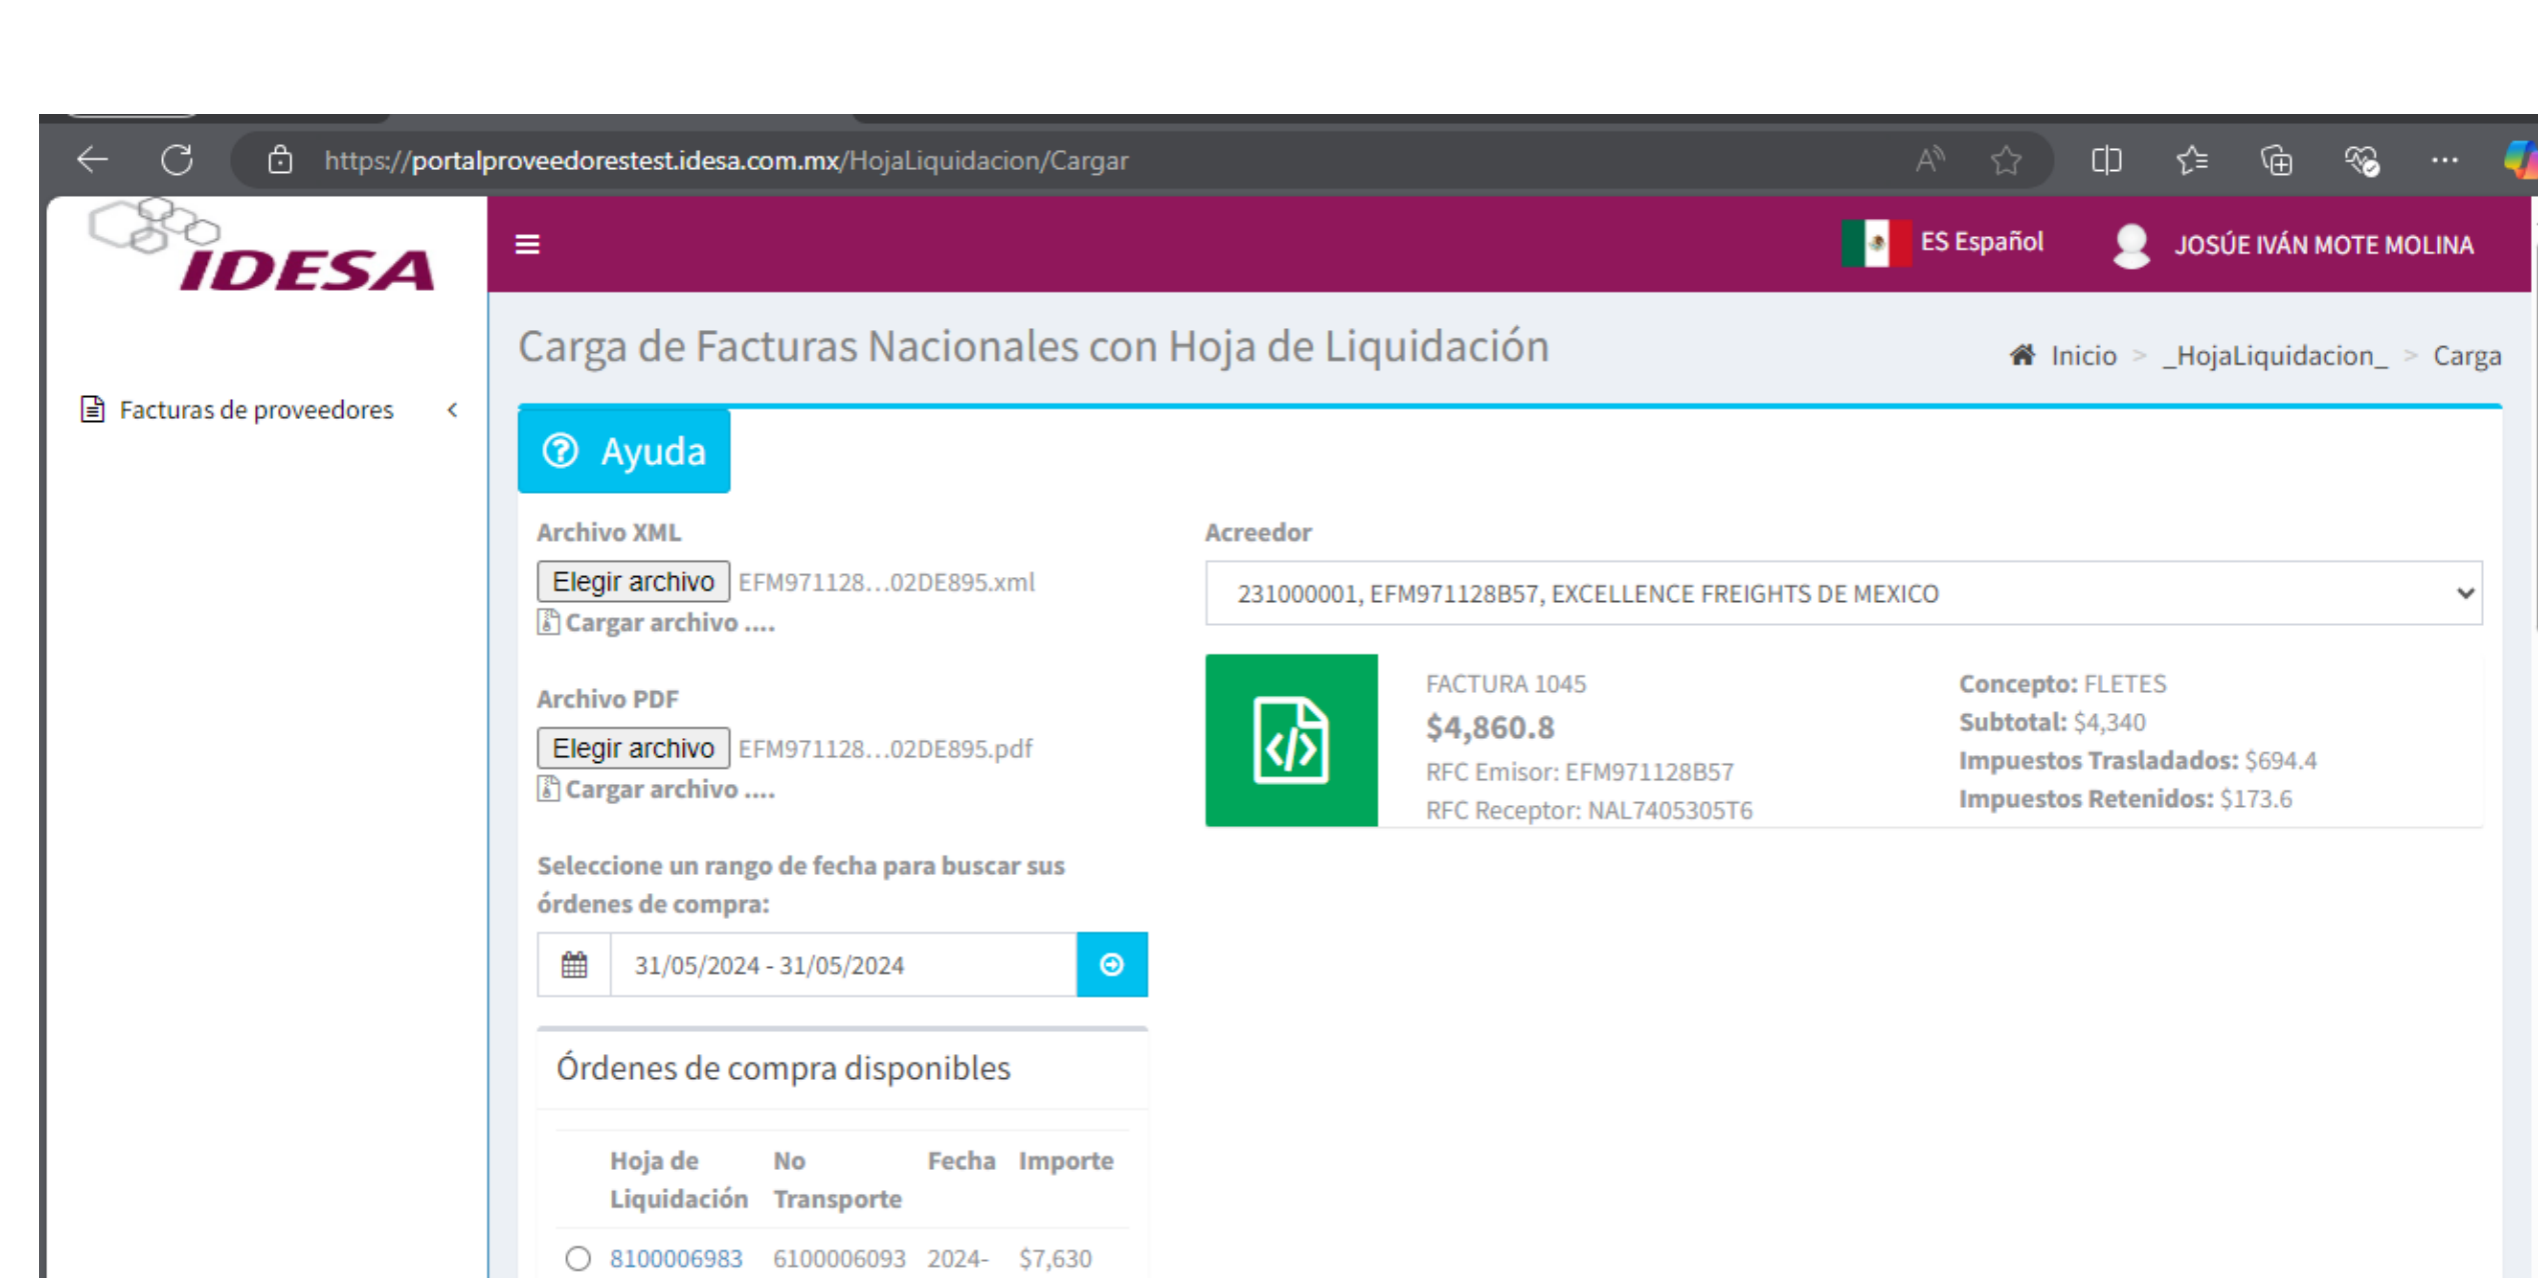 https://portalproveedorestest.idesa.com.mx/HojaLiquidacion/Cargar
IDESA
ES Español
JOSÚE IVÁN MOTE MOLINA
Carga de Facturas Nacionales con Hoja de Liquidación
Inicio > _HojaLiquidacion_ > Carga
Facturas de proveedores
Ayuda
Archivo XML
Elegir archivo EFM971128...02DE895.xml
Cargar archivo ....
Archivo PDF
Elegir archivo EFM971128...02DE895.pdf
Cargar archivo ....
Seleccione un rango de fecha para buscar sus
órdenes de compra:
31/05/2024 - 31/05/2024
Órdenes de compra disponibles
Hoja de Liquidación No Transporte Fecha Importe
8100006983 6100006093 2024- $7,630
Acreedor
231000001, EFM971128B57, EXCELLENCE FREIGHTS DE MEXICO
FACTURA 1045
$4,860.8
RFC Emisor: EFM971128B57
RFC Receptor: NAL7405305T6
Concepto: FLETES
Subtotal: $4,340
Impuestos Trasladados: $694.4
Impuestos Retenidos: $173.6